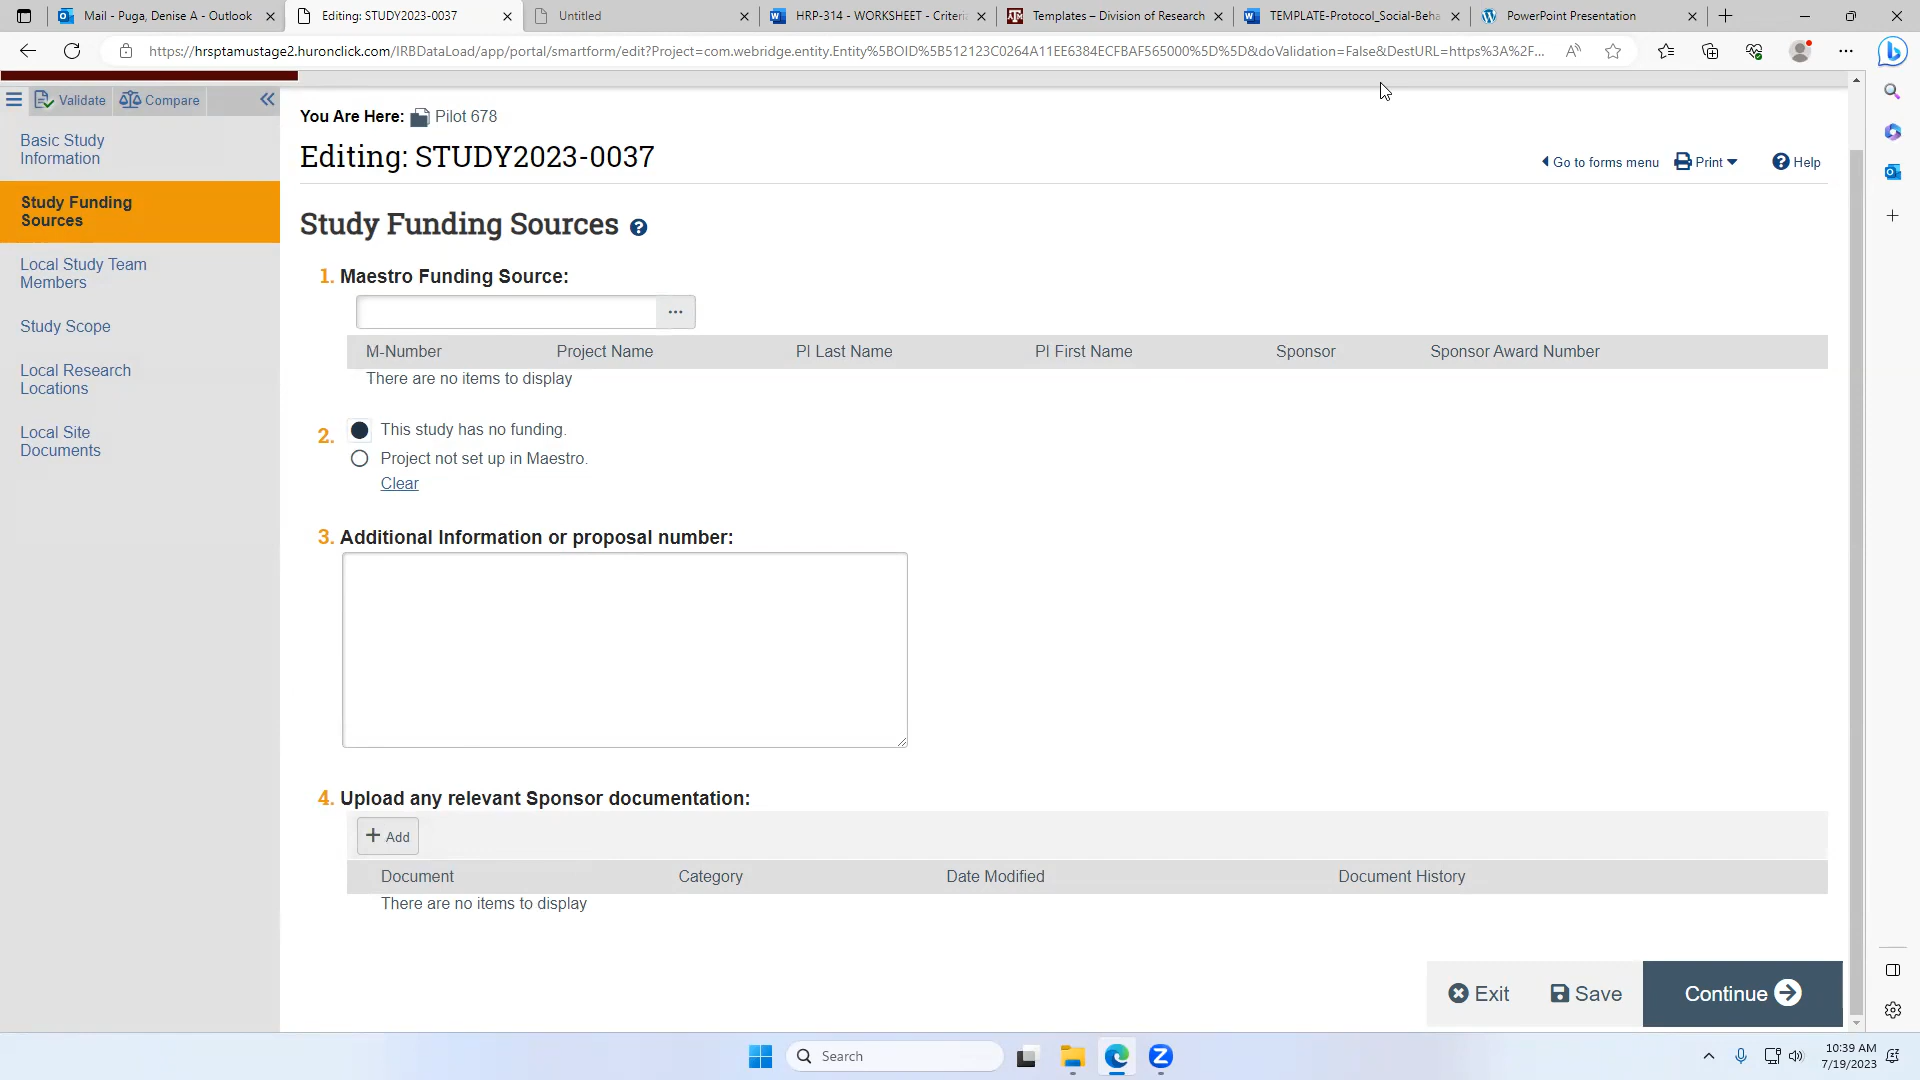 Mail - Puga, Denise A - Outlook
Editing: STUDY2023-0037
Untitled
HRP-314 - WORKSHEET - Criteri
Templates – Division of Research
TEMPLATE-Protocol_Social-Beha
PowerPoint Presentation
https://hrsptamustage2.huronclick.com/IRBDataLoad/app/portal/smartform/edit?Project=com.webridge.entity.Entity%5BOID%5B512123C0264A11EE6384ECFBAF565000%5D%5D&doValidation=False&DestURL=https%3A%2F...
Validate
Compare
Basic Study
Information
Study Funding
Sources
Local Study Team
Members
Study Scope
Local Research
Locations
Local Site
Documents
You Are Here: Pilot 678
Editing: STUDY2023-0037
Go to forms menu
Print
Help
Study Funding Sources
1. Maestro Funding Source:
...
M-Number Project Name PI Last Name PI First Name Sponsor Sponsor Award Number
There are no items to display
2. This study has no funding.
Project not set up in Maestro.
Clear
3. Additional Information or proposal number:
4. Upload any relevant Sponsor documentation:
+ Add
Document Category Date Modified Document History
There are no items to display
Exit
Save
Continue
Search
10:39 AM
7/19/2023